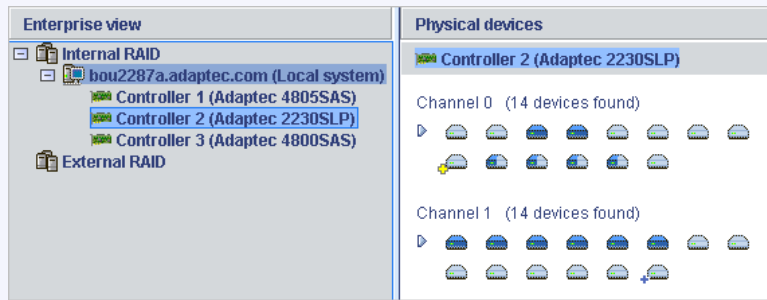 Enterprise view
Internal RAID
bou2287a.adaptec.com (Local system)
Controller 1 (Adaptec 4805SAS)
Controller 2 (Adaptec 2230SLP)
Controller 3 (Adaptec 4800SAS)
External RAID
Physical devices
Controller 2 (Adaptec 2230SLP)
Channel 0 (14 devices found)
Channel 1 (14 devices found)